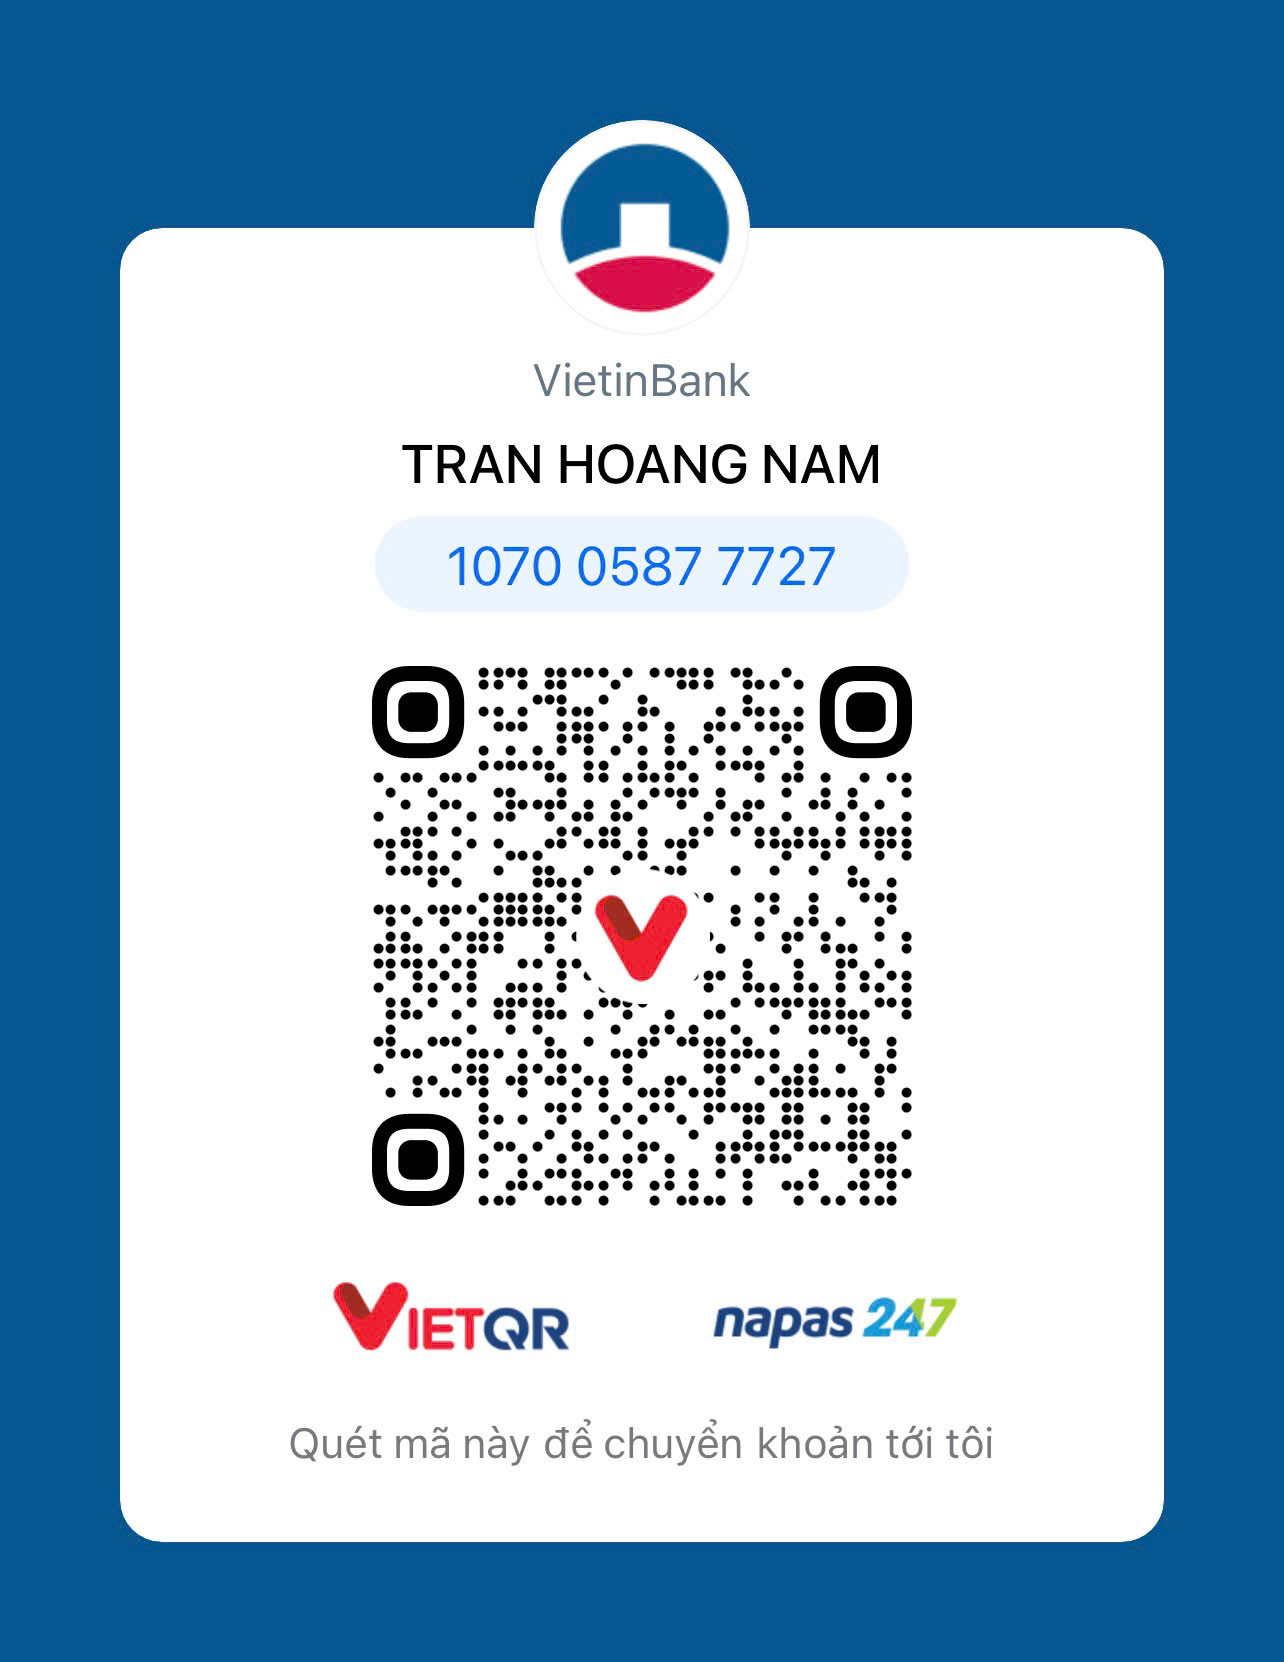 VietinBank
TRAN HOANG NAM
1070 0587 7727
VIETQR
napas 247
Quét mã này để chuyển khoản tới tôi